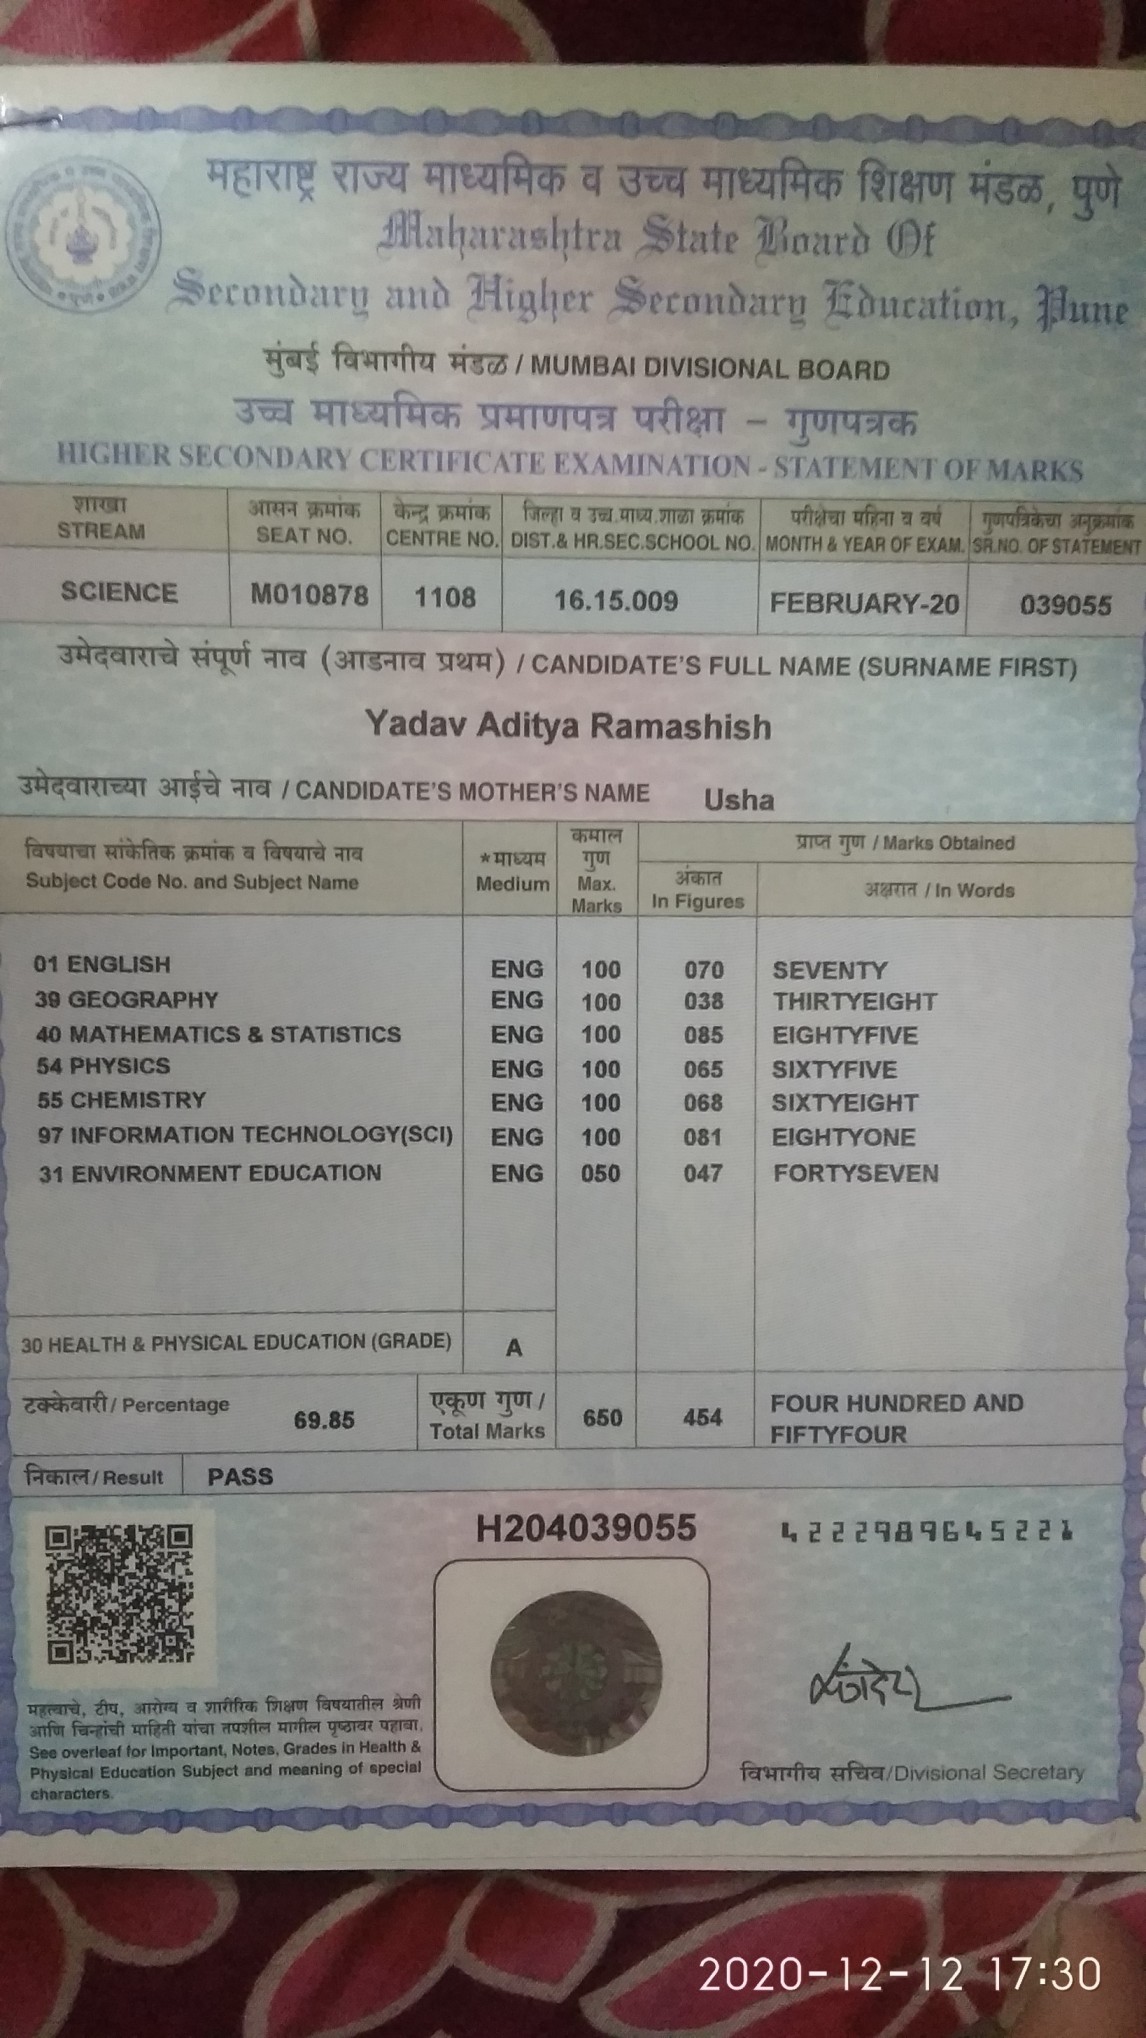 महाराष्ट्र राज्य माध्यमिक व उच्च माध्यमिक शिक्षण मंडळ, पुणे
Maharashtra State Board Of
Secondary and Higher Secondary Education, Pune
मुंबई विभागीय मंडळ / MUMBAI DIVISIONAL BOARD
उच्च माध्यमिक प्रमाणपत्र परीक्षा – गुणपत्रक
HIGHER SECONDARY CERTIFICATE EXAMINATION - STATEMENT OF MARKS
शाखा आसन क्रमांक केन्द्र क्रमांक जिल्हा व उच्च.माध्य.शाळा क्रमांक परीक्षेचा महिना व वर्ष गुणपत्रिकेचा अनुक्रमांक
STREAM SEAT NO. CENTRE NO. DIST.& HR.SEC.SCHOOL NO. MONTH & YEAR OF EXAM. SR.NO. OF STATEMENT
SCIENCE M010878 1108 16.15.009 FEBRUARY-20 039055
उमेदवाराचे संपूर्ण नाव (आडनाव प्रथम) / CANDIDATE'S FULL NAME (SURNAME FIRST)
Yadav Aditya Ramashish
उमेदवाराच्या आईचे नाव / CANDIDATE'S MOTHER'S NAME Usha
विषयाचा सांकेतिक क्रमांक व विषयाचे नाव
Subject Code No. and Subject Name
*माध्यम
Medium
कमाल
गुण
Max.
Marks
प्राप्त गुण / Marks Obtained
अंकात
In Figures
अक्षरात / In Words
01 ENGLISH ENG 100 070 SEVENTY
39 GEOGRAPHY ENG 100 038 THIRTYEIGHT
40 MATHEMATICS & STATISTICS ENG 100 085 EIGHTYFIVE
54 PHYSICS ENG 100 065 SIXTYFIVE
55 CHEMISTRY ENG 100 068 SIXTYEIGHT
97 INFORMATION TECHNOLOGY(SCI) ENG 100 081 EIGHTYONE
31 ENVIRONMENT EDUCATION ENG 050 047 FORTYSEVEN
30 HEALTH & PHYSICAL EDUCATION (GRADE) A
टक्केवारी / Percentage 69.85
एकूण गुण /
Total Marks
650 454
FOUR HUNDRED AND
FIFTYFOUR
निकाल / Result PASS
H204039055 4222989645221
महत्वाचे, टीप, आरोग्य व शारीरिक शिक्षण विषयातील श्रेणी
आणि चिन्हांची माहिती यांचा तपशील मागील पृष्ठावर पहावा.
See overleaf for Important, Notes, Grades in Health &
Physical Education Subject and meaning of special
characters.
विभागीय सचिव/Divisional Secretary
2020-12-12 17:30